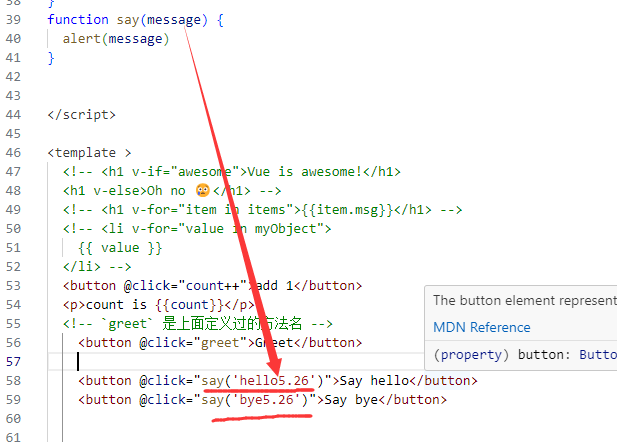 38 }
39 function say(message) {
40 alert(message)
41 }
42
43
44 </script>
45
46 <template >
47 <!-- <h1 v-if="awesome">Vue is awesome!</h1>
48 <h1 v-else>Oh no 😢</h1> -->
49 <!-- <h1 v-for="item in items">{{item.msg}}</h1> -->
50 <!-- <li v-for="value in myObject">
51 {{ value }}
52 </li> -->
53 <button @click="count++">add 1</button>
54 <p>count is {{count}}</p>
55 <!-- `greet` 是上面定义过的方法名 -->
56 <button @click="greet">Greet</button>
57
58 <button @click="say('hello5.26')">Say hello</button>
59 <button @click="say('bye5.26')">Say bye</button>
60
61
The button element represent
MDN Reference
(property) button: Butto